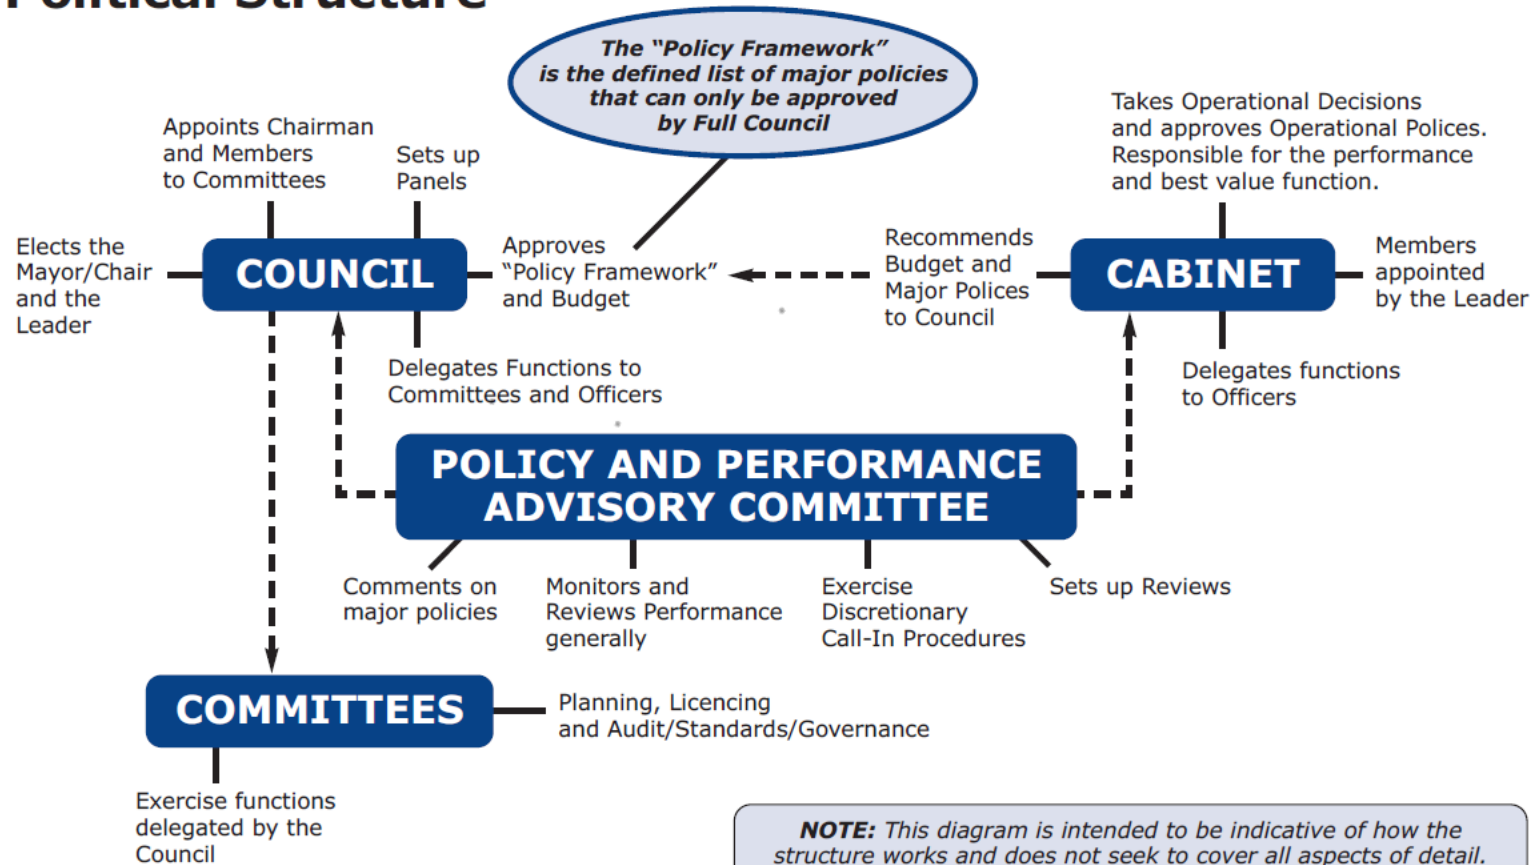 Political Structure
The “Policy Framework”
is the defined list of major policies
that can only be approved
by Full Council
Appoints Chairman
and Members
to Committees
Sets up
Panels
Takes Operational Decisions
and approves Operational Polices.
Responsible for the performance
and best value function.
Elects the
Mayor/Chair
and the
Leader
COUNCIL
Approves
“Policy Framework”
and Budget
Recommends
Budget and
Major Polices
to Council
CABINET
Members
appointed
by the Leader
Delegates Functions to
Committees and Officers
Delegates functions
to Officers
POLICY AND PERFORMANCE
ADVISORY COMMITTEE
Comments on
major policies
Monitors and
Reviews Performance
generally
Exercise
Discretionary
Call-In Procedures
Sets up Reviews
COMMITTEES
Planning, Licencing
and Audit/Standards/Governance
Exercise functions
delegated by the
Council
NOTE: This diagram is intended to be indicative of how the
structure works and does not seek to cover all aspects of detail.